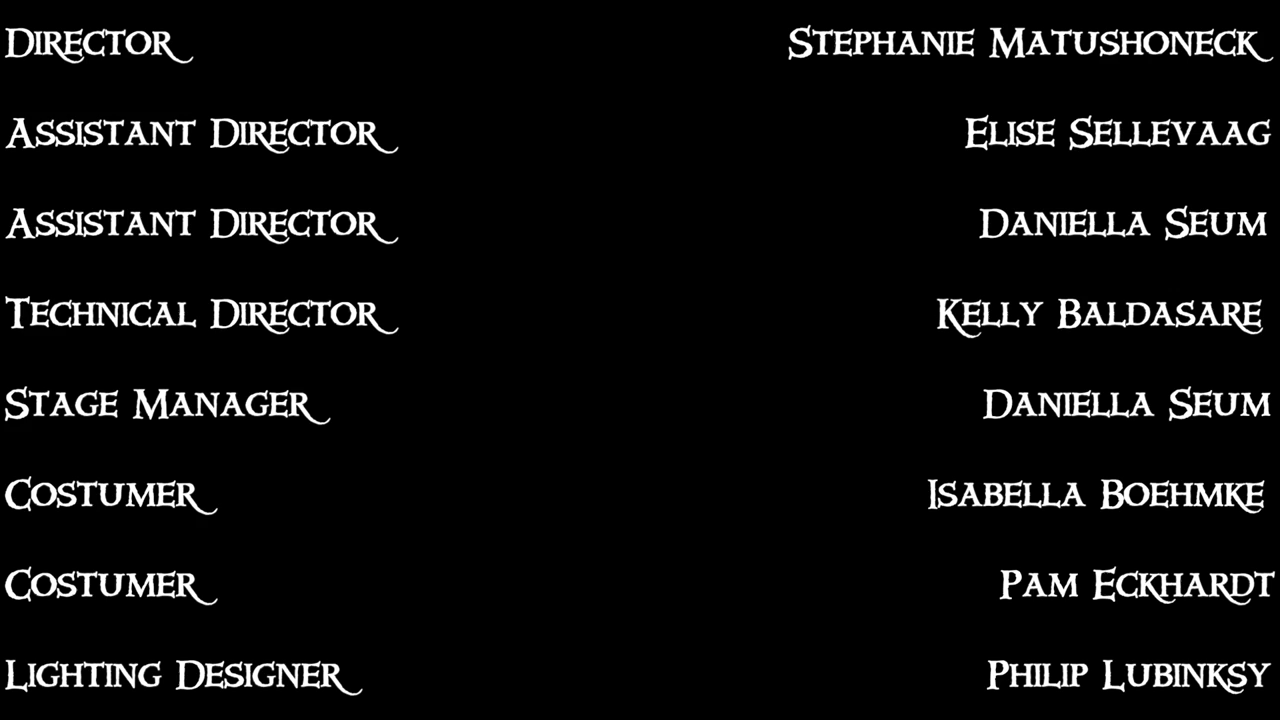 Director Stephanie Matushoneck
Assistant Director Elise Sellevaag
Assistant Director Daniella Seum
Technical Director Kelly Baldasare
Stage Manager Daniella Seum
Costumer Isabella Boehmke
Costumer Pam Eckhardt
Lighting Designer Philip Lubinksy